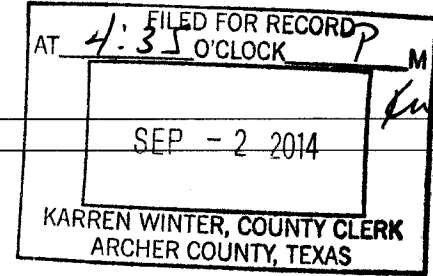 FILED FOR RECORD
AT 4:35 O'CLOCK P M
SEP - 2 2014
KARREN WINTER, COUNTY CLERK
ARCHER COUNTY, TEXAS